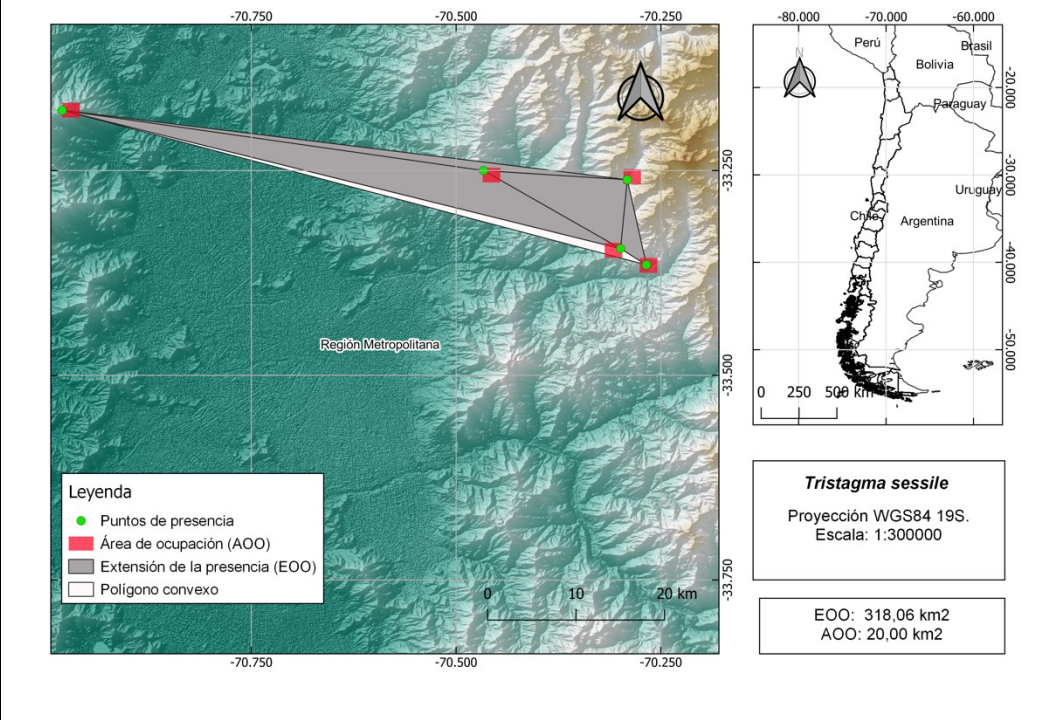 -70.750 -70.500 -70.250
-33.250
-33.500
-33.750
Región Metropolitana
Leyenda
Puntos de presencia
Área de ocupación (AOO)
Extensión de la presencia (EOO)
Polígono convexo
0 10 20 km
-70.750 -70.500 -70.250
-80.000 -70.000 -60.000
N
Perú
Brasil
Bolivia
Paraguay
Uruguay
Chile
Argentina
-20.000
-30.000
-40.000
-50.000
0 250 500 km
Tristagma sessile
Proyección WGS84 19S.
Escala: 1:300000
EOO: 318,06 km2
AOO: 20,00 km2